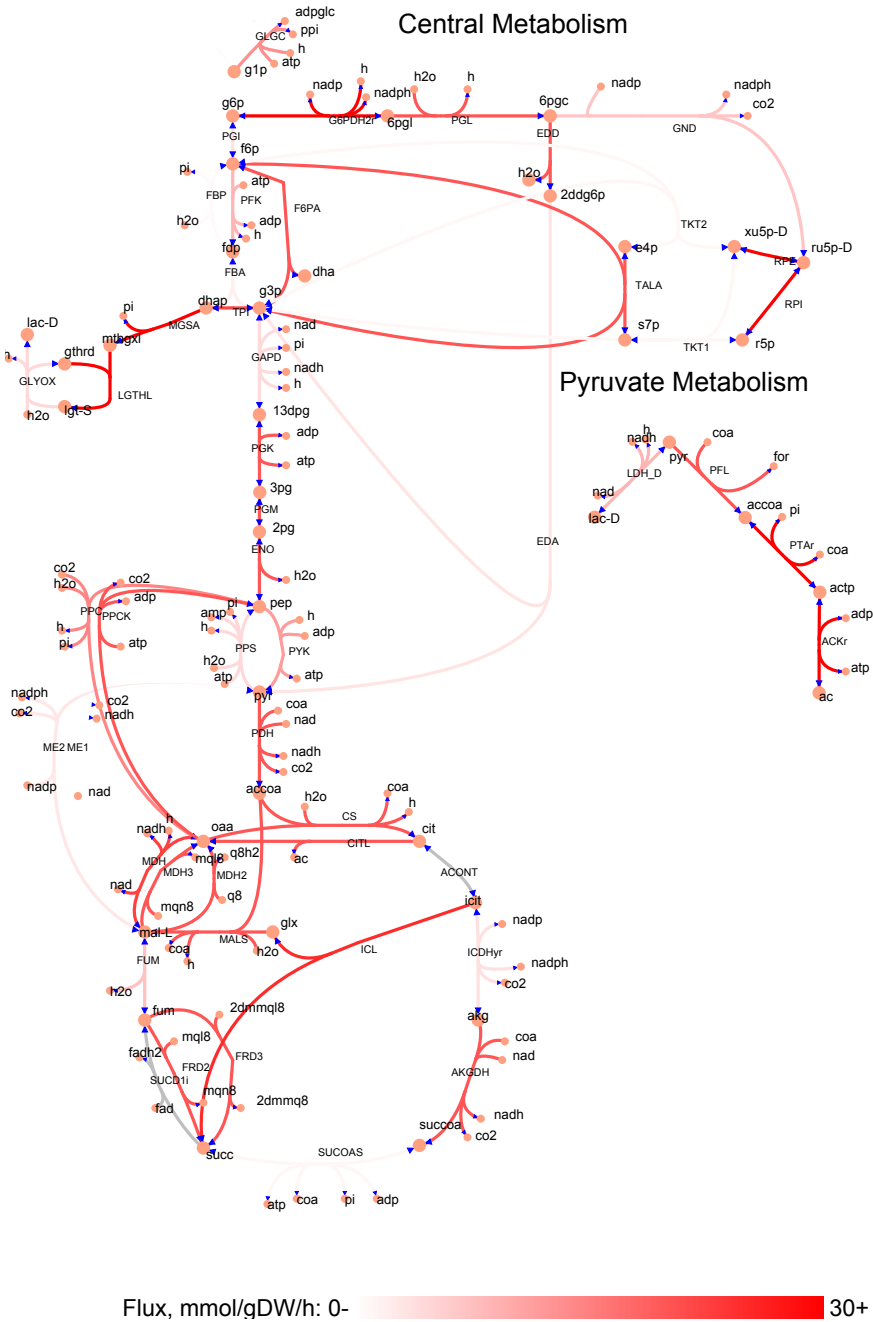 adpglc
Central Metabolism
ppi
GLGC
h
atp
g1p
h
nadp
h2o
h
nadp
nadph
nadph
g6p
6pgc
co2
G6PDH2r
6pgl
PGL
GND
PGI
EDD
f6p
pi
h2o
atp
2ddg6p
FBP
PFK
F6PA
h2o
adp
TKT2
h
xu5p-D
ru5p-D
fdp
e4p
RPE
FBA
dha
TALA
g3p
RPI
pi
dhap
TPI
lac-D
MGSA
nad
s7p
mthgxl
pi
TKT1
r5p
h
gthrd
GAPD
nadh
Pyruvate Metabolism
GLYOX
LGTHL
h
h2o
lgt-S
13dpg
h
coa
adp
nadh
pyr
for
PGK
LDH_D
PFL
atp
3pg
nad
accoa
pi
PGM
lac-D
2pg
PTAr
ENO
EDA
coa
co2
co2
h2o
h2o
actp
adp
pi
pep
PPC
PPCK
amp
h
adp
h
h
adp
pi
atp
PPS
PYK
ACKr
h2o
atp
atp
atp
nadph
pyr
ac
co2
co2
coa
nadh
nad
PDH
ME2
ME1
nadh
nadp
co2
nad
accoa
h2o
coa
h
CS
h
nadh
oaa
cit
CITL
mql8
q8h2
ac
MDH
MDH3
MDH2
ACONT
nad
q8
mqn8
icit
mal-L
glx
nadp
MALS
coa
h2o
ICL
FUM
h
ICDHyr
nadph
h2o
co2
fum
2dmmql8
akg
mql8
coa
fadh2
FRD3
nad
FRD2
AKGDH
SUCD1i
mqn8
fad
2dmmq8
nadh
succoa
co2
succ
SUCOAS
atp
coa
pi
adp
Flux, mmol/gDW/h: 0-
30+